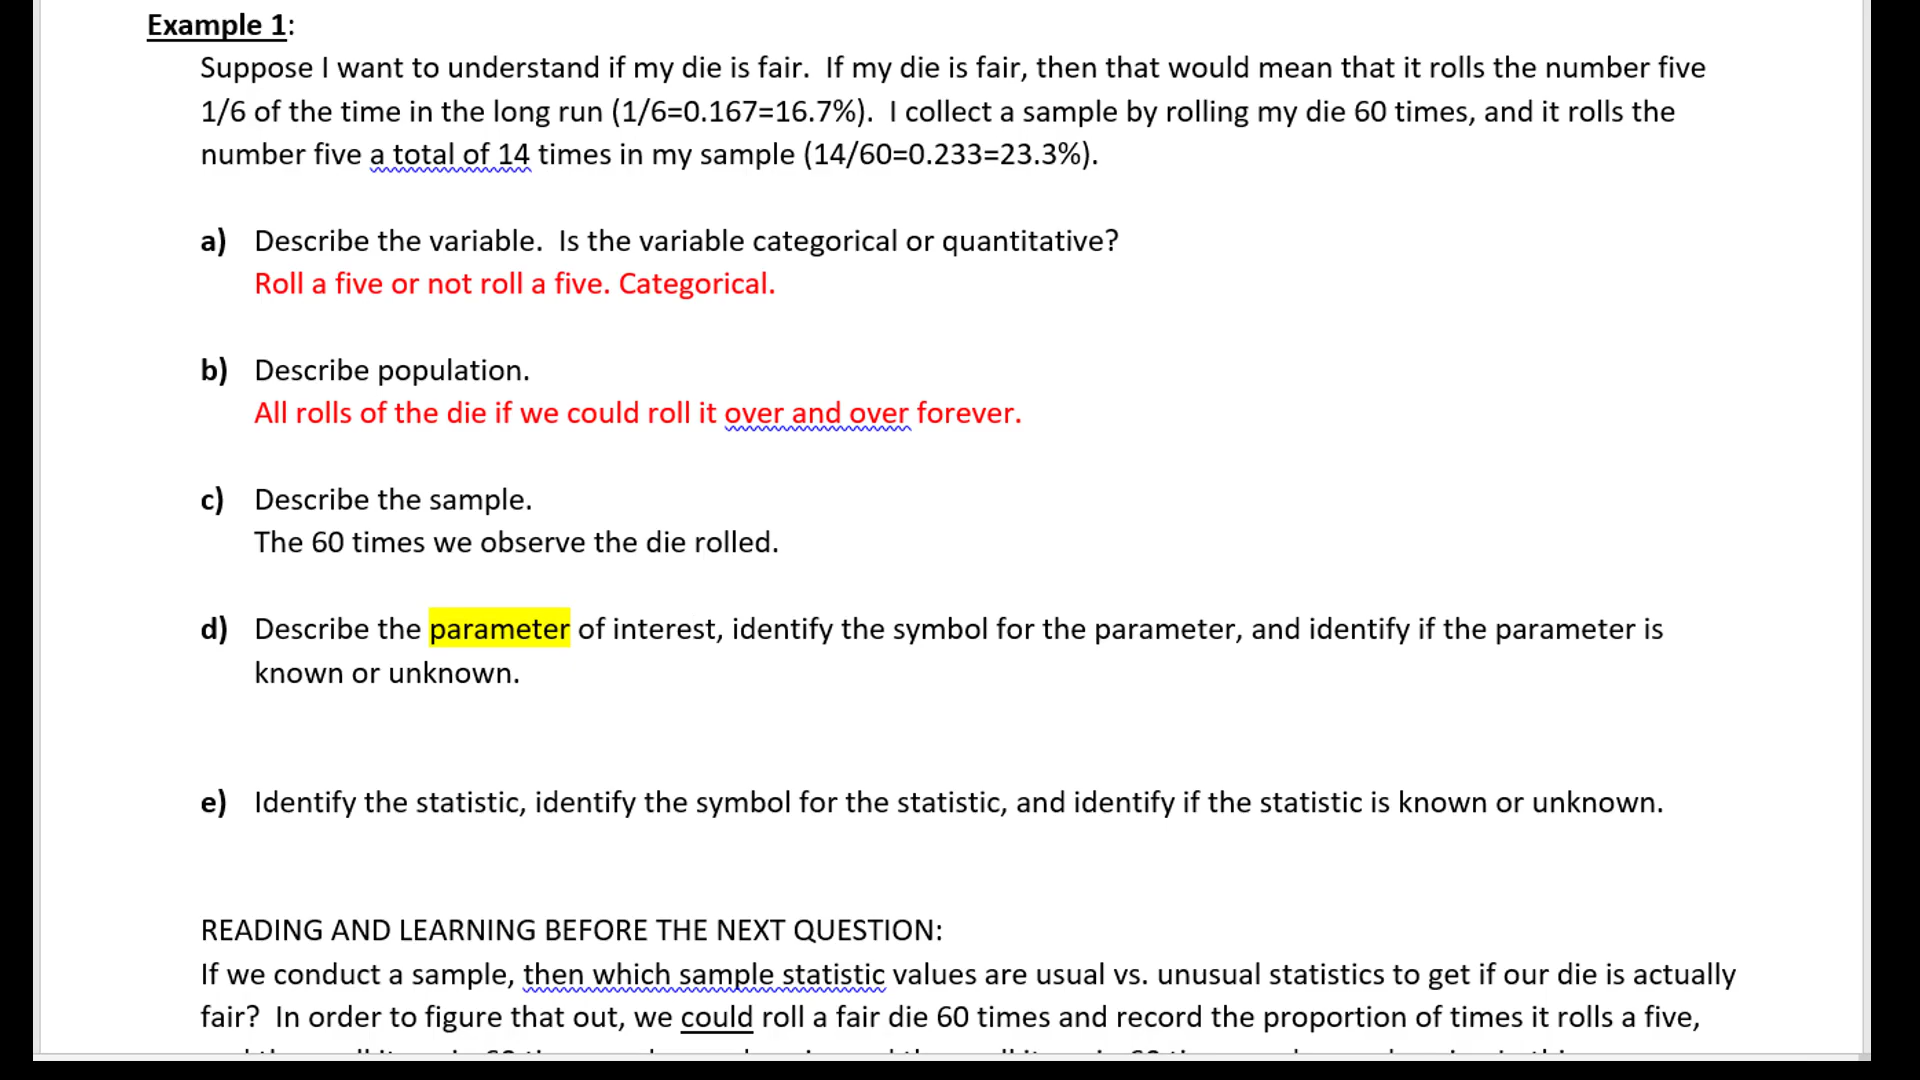 Example 1:
Suppose I want to understand if my die is fair.  If my die is fair, then that would mean that it rolls the number five
1/6 of the time in the long run (1/6=0.167=16.7%).  I collect a sample by rolling my die 60 times, and it rolls the
number five a total of 14 times in my sample (14/60=0.233=23.3%).
a) Describe the variable.  Is the variable categorical or quantitative?
Roll a five or not roll a five. Categorical.
b) Describe population.
All rolls of the die if we could roll it over and over forever.
c) Describe the sample.
The 60 times we observe the die rolled.
d) Describe the parameter of interest, identify the symbol for the parameter, and identify if the parameter is
known or unknown.
e) Identify the statistic, identify the symbol for the statistic, and identify if the statistic is known or unknown.
READING AND LEARNING BEFORE THE NEXT QUESTION:
If we conduct a sample, then which sample statistic values are usual vs. unusual statistics to get if our die is actually
fair?  In order to figure that out, we could roll a fair die 60 times and record the proportion of times it rolls a five,